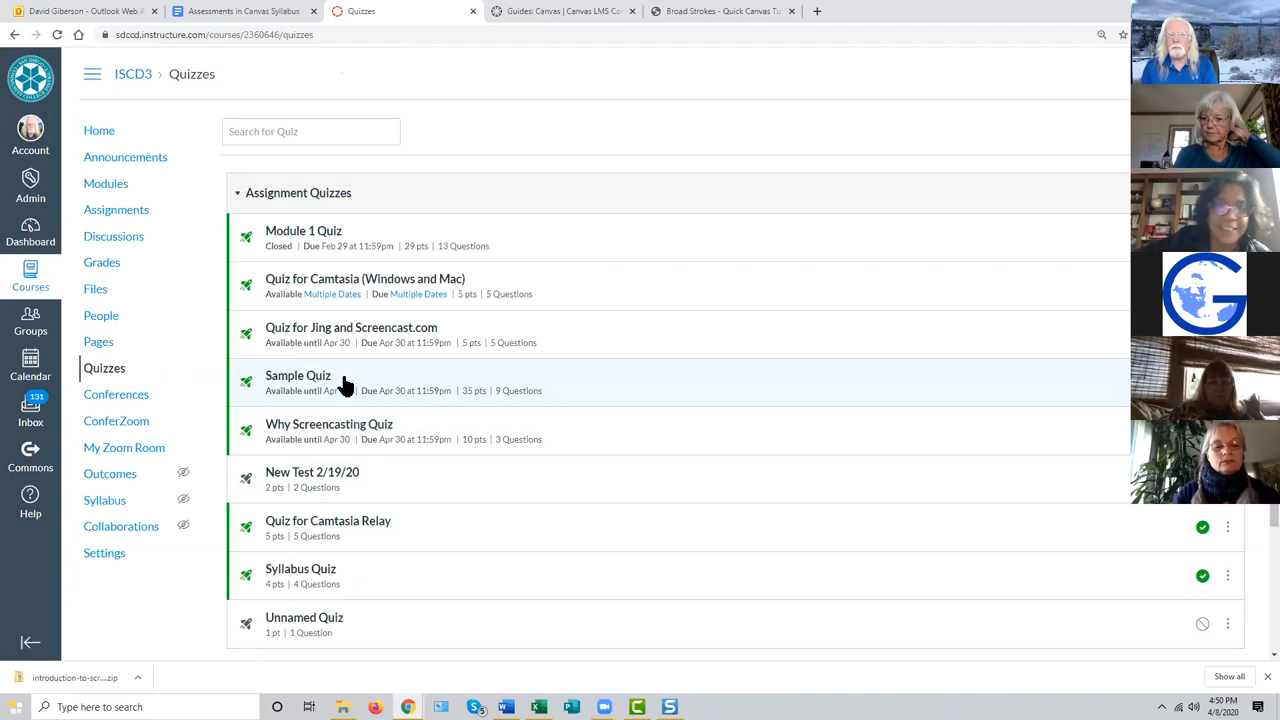 David Giberson - Outlook Web A
Assessments in Canvas Syllabus
Quizzes
Guides: Canvas LMS Co
Broad Strokes - Quick Canvas Tu
sdccd.instructure.com/courses/2360646/quizzes
ISCD3 › Quizzes
Account
Admin
Dashboard
Courses
Groups
Calendar
131
Inbox
Commons
Help
Home
Announcements
Modules
Assignments
Discussions
Grades
Files
People
Pages
Quizzes
Conferences
ConferZoom
My Zoom Room
Outcomes
Syllabus
Collaborations
Settings
Search for Quiz
Assignment Quizzes
Module 1 Quiz
Closed | Due Feb 29 at 11:59pm | 29 pts | 13 Questions
Quiz for Camtasia (Windows and Mac)
Available Multiple Dates | Due Multiple Dates | 5 pts | 5 Questions
Quiz for Jing and Screencast.com
Available until Apr 30 | Due Apr 30 at 11:59pm | 5 pts | 5 Questions
Sample Quiz
Available until Apr | Due Apr 30 at 11:59pm | 35 pts | 9 Questions
Why Screencasting Quiz
Available until Apr 30 | Due Apr 30 at 11:59pm | 10 pts | 3 Questions
New Test 2/19/20
2 pts | 2 Questions
Quiz for Camtasia Relay
5 pts | 5 Questions
Syllabus Quiz
4 pts | 4 Questions
Unnamed Quiz
1 pt | 1 Question
G
introduction-to-scr....zip
Show all
Type here to search
5
4:50 PM
4/8/2020